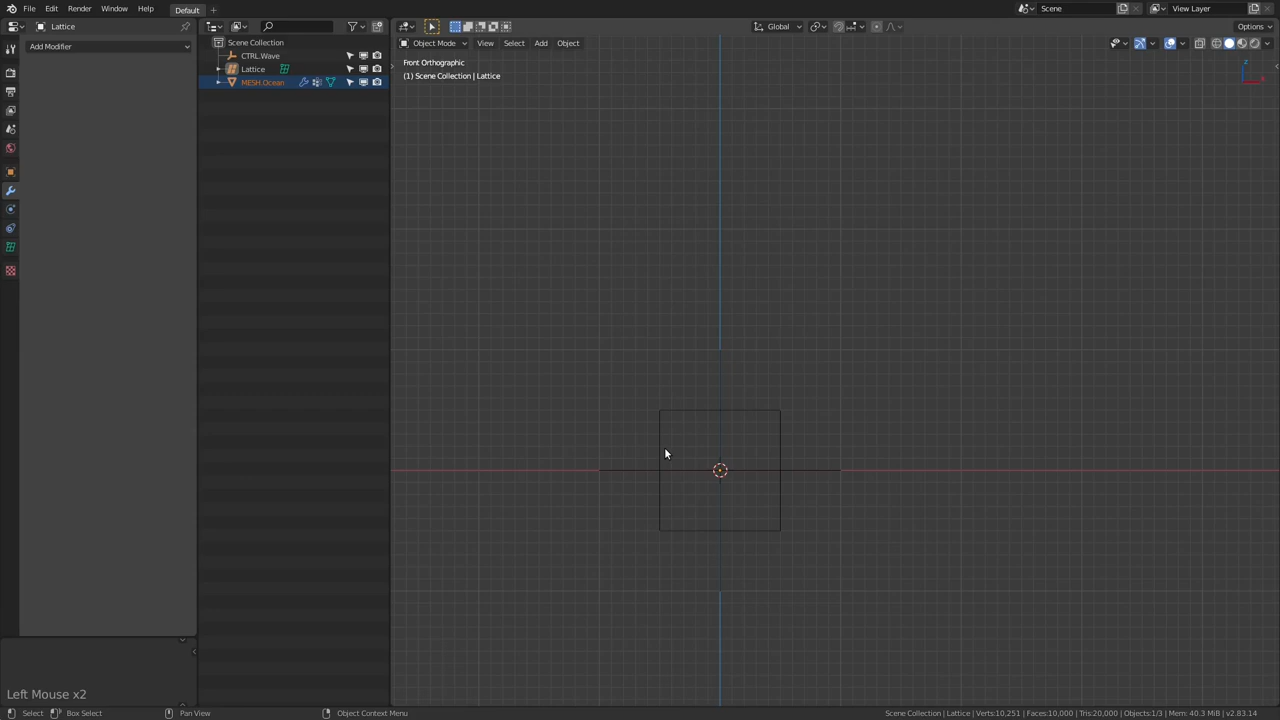 File Edit Render Window Help Default
Scene View Layer
Lattice
Global Options
Add Modifier
Scene Collection
Object Mode View Select Add Object
CTRL.Wave
Front Orthographic
Lattice
(1) Scene Collection | Lattice
MESH.Ocean
Z
X
Left Mouse x2
Select Box Select Pan View Object Context Menu
Scene Collection | Lattice | Verts:10,251 | Faces:10,000 | Tris:20,000 | Objects:1/3 | Mem: 40.3 MiB | v2.83.14